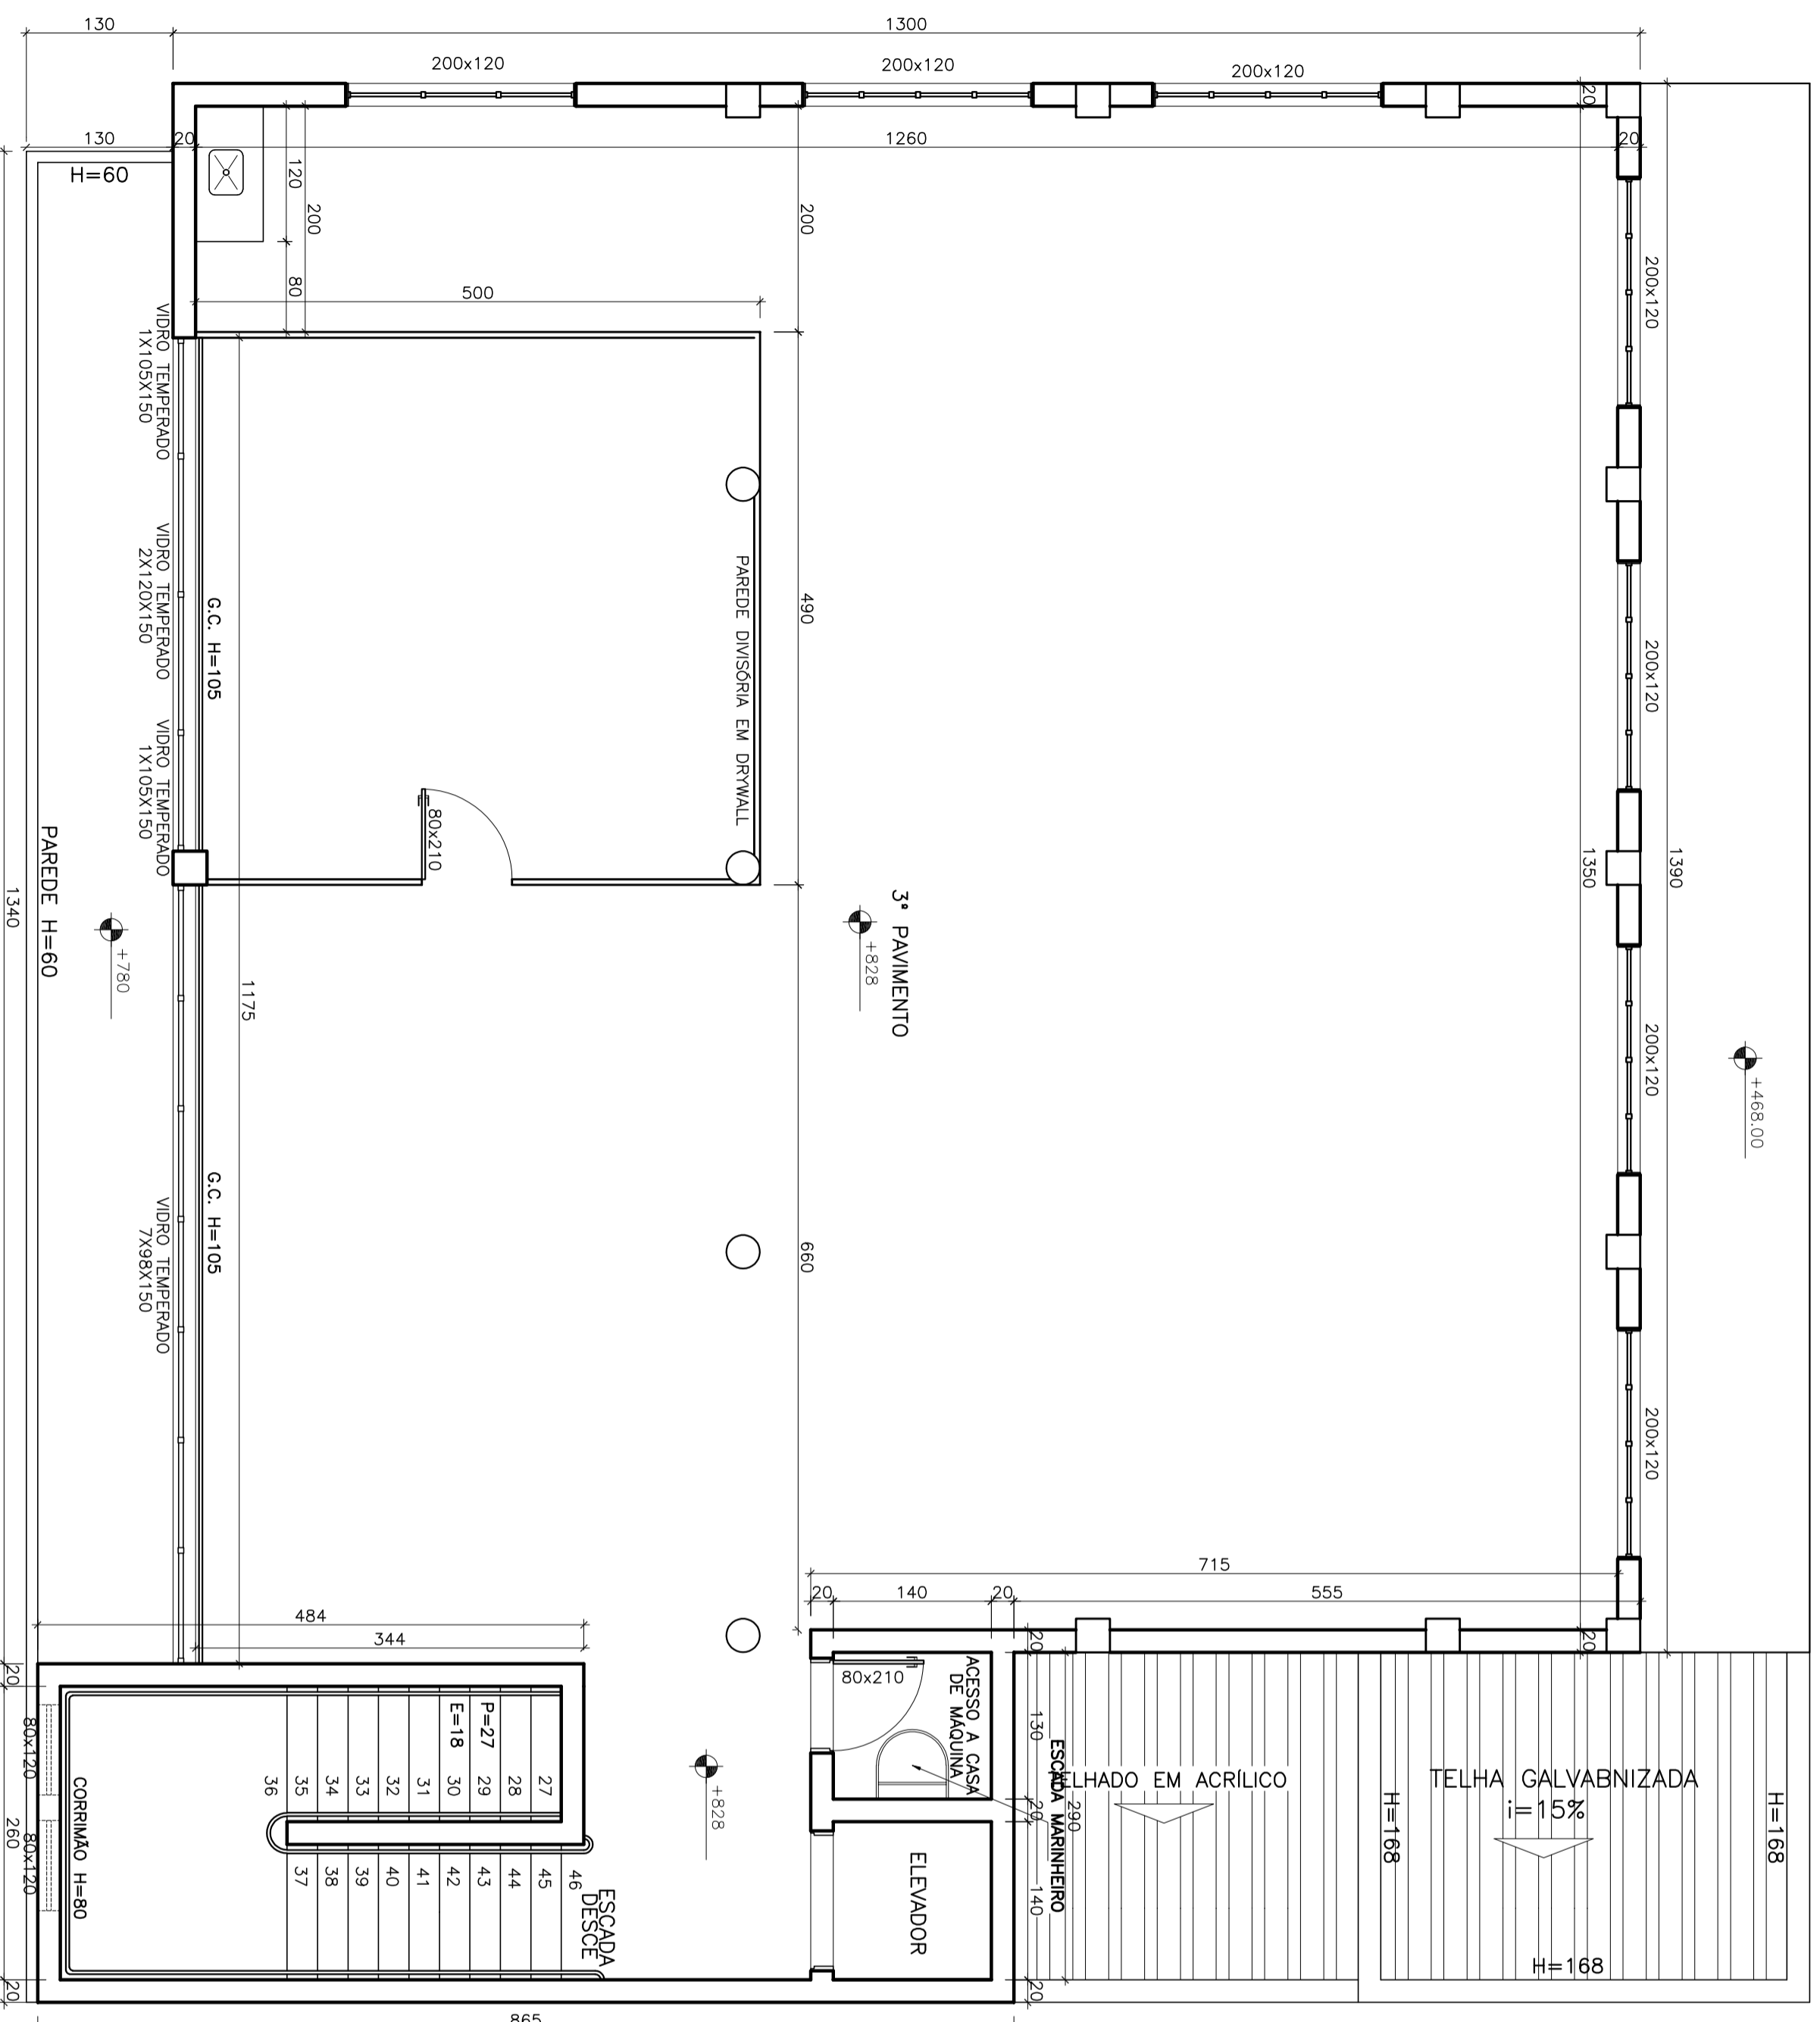 130
1300
200x120
200x120
200x120
20
130
20
1260
20
H=60
120
200
200
80
500
200x120
1390
1350
VIDRO TEMPERADO
1X105X150
VIDRO TEMPERADO
2X120X150
VIDRO TEMPERADO
1X105X150
G.C. H=105
PAREDE DIVISÓRIA EM DRYWALL
490
200x120
80x210
PAREDE H=60
1340
+780
3º PAVIMENTO
+828
1175
200x120
+468.00
G.C. H=105
VIDRO TEMPERADO
7X98X150
660
200x120
715
20
140
20
555
484
344
20
20
20
80x210
ACESSO A CASA
DE MÁQUINA
130
ESCADA MARINHEIRO
290
20
140
20
TELHADO EM ACRÍLICO
TELHA GALVABNIZADA
i=15%
H=168
H=168
H=168
P=27
E=18
27
28
29
30
31
32
33
34
35
36
37
38
39
40
41
42
43
44
45
46
ESCADA
DESCE
+828
ELEVADOR
CORRIMÃO H=80
80x120
80x120
260
20
865